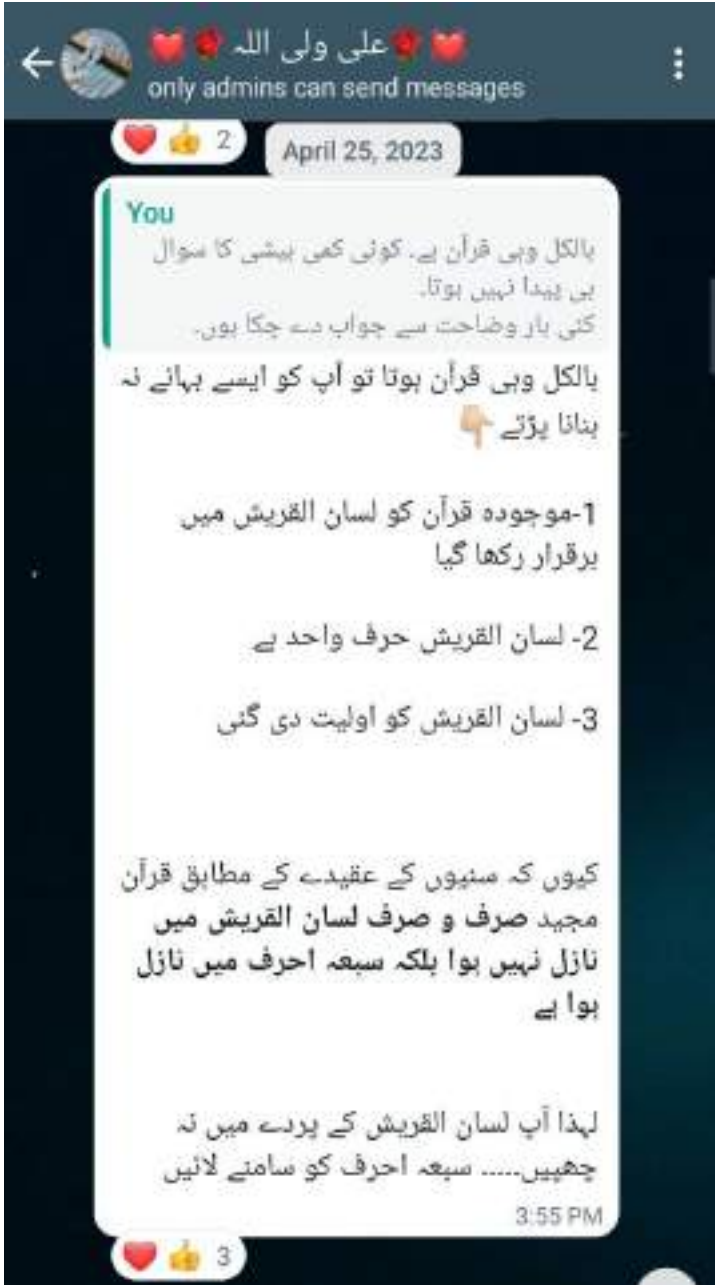 علی ولی اللہ
only admins can send messages
2
April 25, 2023
You
بالکل وہی قرآن ہے۔ کوئی کمی بیشی کا سوال
ہی پیدا نہیں ہوتا۔
کئی بار وضاحت سے جواب دے چکا ہوں۔
بالکل وہی قرآن ہوتا تو آپ کو ایسے بہانے نہ
بنانا پڑتے 👇🏻
1-موجودہ قرآن کو لسان القریش میں
برقرار رکھا گیا
2- لسان القریش حرف واحد ہے
3- لسان القریش کو اولیت دی گئی
کیوں کہ سنیوں کے عقیدے کے مطابق قرآن
مجید صرف و صرف لسان القریش میں
نازل نہیں ہوا بلکہ سبعہ احرف میں نازل
ہوا ہے
لہذا آپ لسان القریش کے پردے میں نہ
چھپیں..... سبعہ احرف کو سامنے لائیں
3:55 PM
3